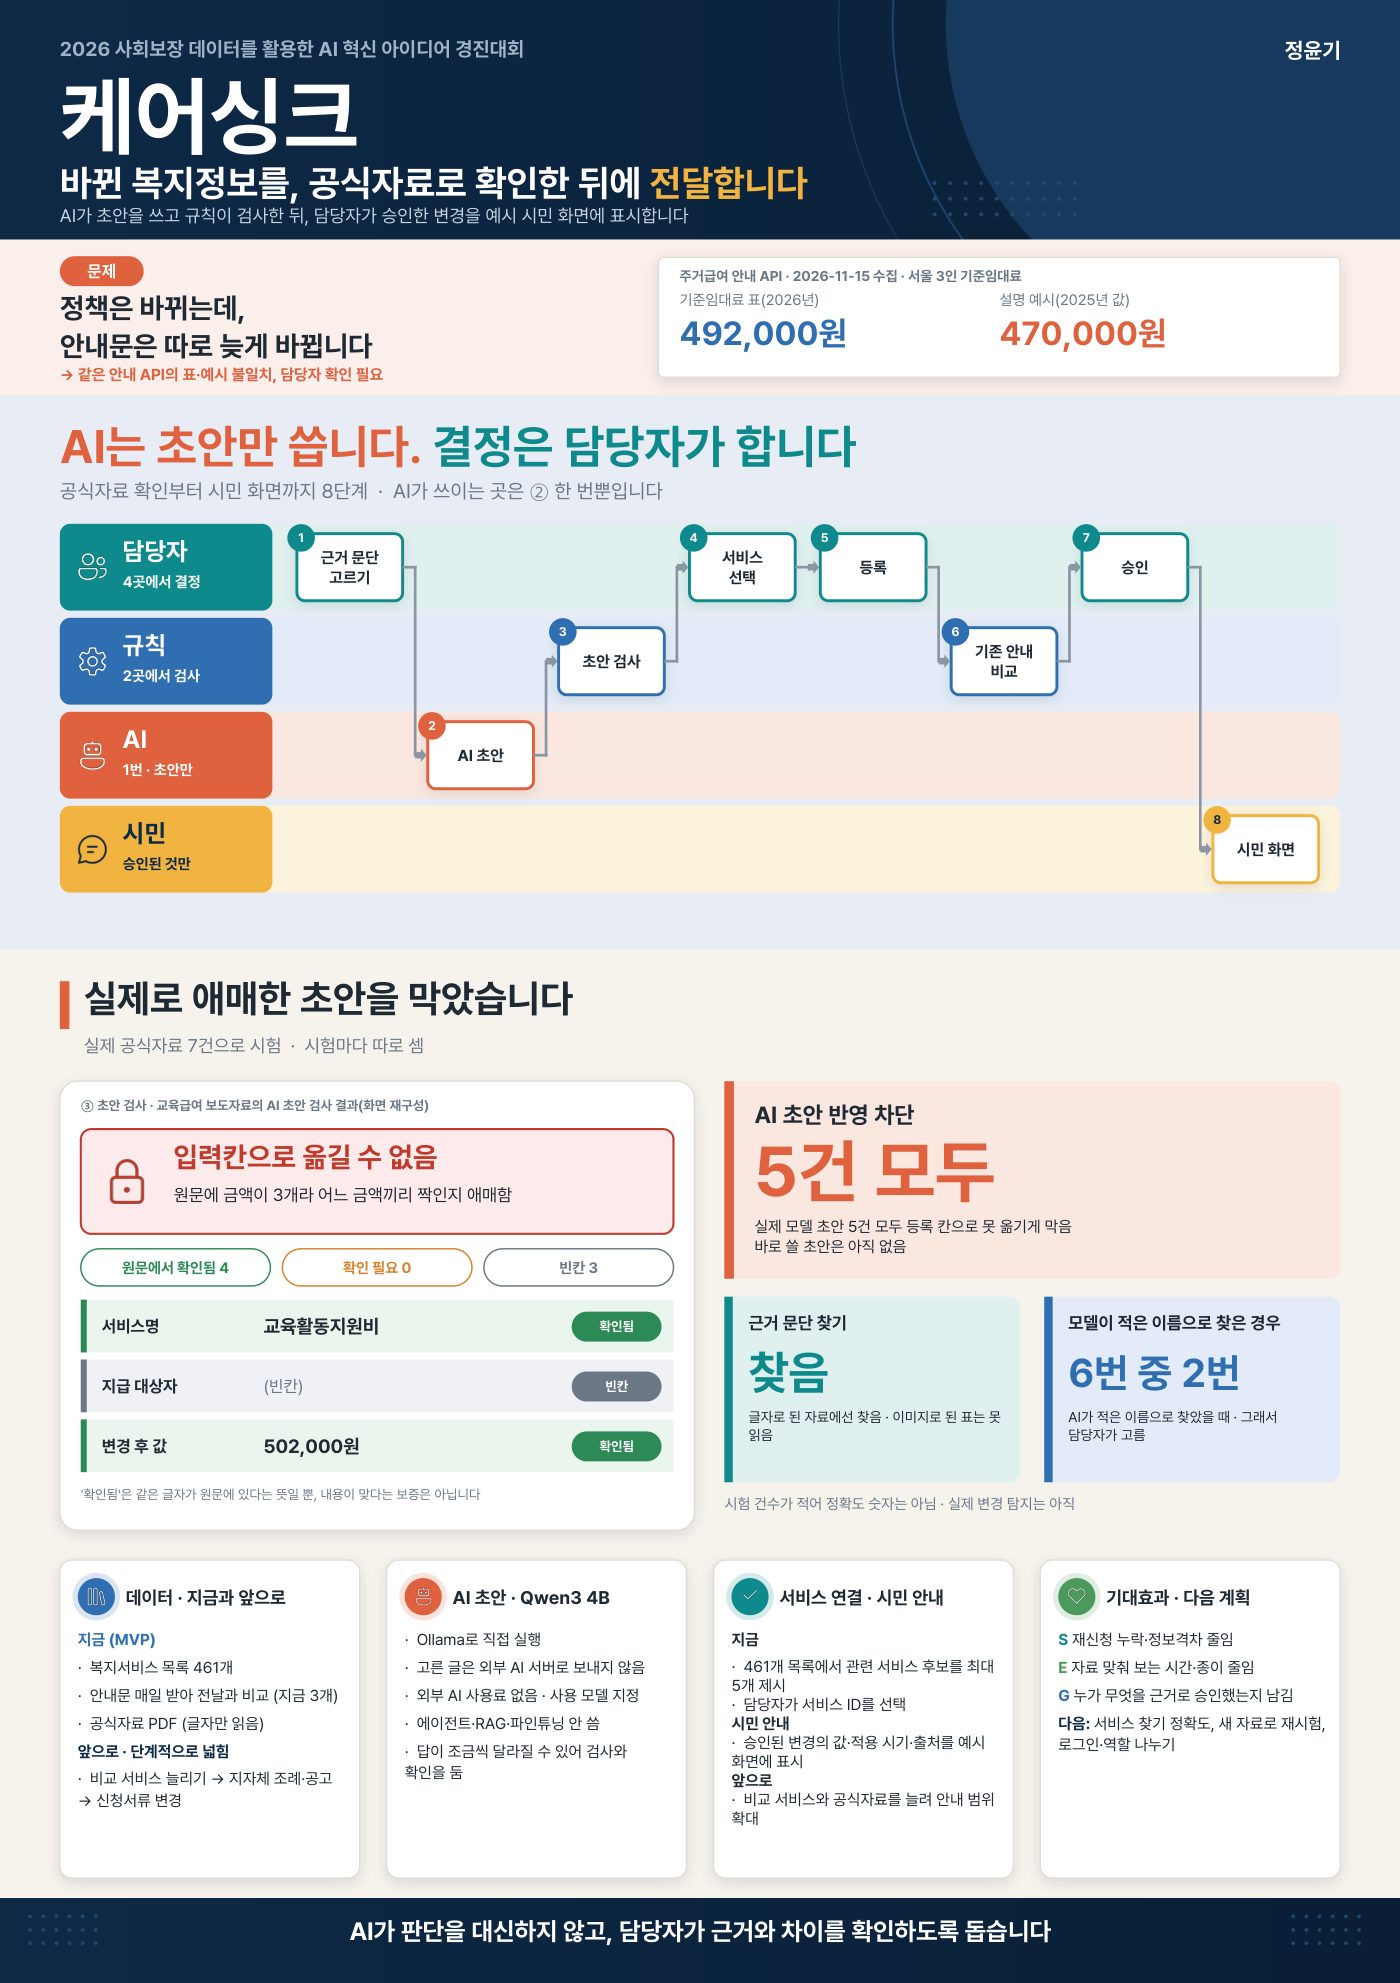 2026 사회보장 데이터를 활용한 AI 혁신 아이디어 경진대회
정윤기
케어싱크
바뀐 복지정보를, 공식자료로 확인한 뒤에 전달합니다
AI가 초안을 쓰고 규칙이 검사한 뒤, 담당자가 승인한 변경을 예시 시민 화면에 표시합니다
문제
정책은 바뀌는데,
안내문은 따로 늦게 바뀝니다
→ 같은 안내 API의 표·예시 불일치, 담당자 확인 필요
주거급여 안내 API · 2026-11-15 수집 · 서울 3인 기준임대료
기준임대료 표(2026년)
492,000원
설명 예시(2025년 값)
470,000원
AI는 초안만 씁니다. 결정은 담당자가 합니다
공식자료 확인부터 시민 화면까지 8단계 · AI가 쓰이는 곳은 ② 한 번뿐입니다
담당자
4곳에서 결정
1
근거 문단
고르기
4
서비스
선택
5
등록
7
승인
규칙
2곳에서 검사
3
초안 검사
6
기존 안내
비교
AI
1번 · 초안만
2
AI 초안
시민
승인된 것만
8
시민 화면
실제로 애매한 초안을 막았습니다
실제 공식자료 7건으로 시험 · 시험마다 따로 셈
③ 초안 검사 · 교육급여 보도자료의 AI 초안 검사 결과(화면 재구성)
입력칸으로 옮길 수 없음
원문에 금액이 3개라 어느 금액끼리 짝인지 애매함
원문에서 확인됨 4
확인 필요 0
빈칸 3
서비스명
교육활동지원비
확인됨
지급 대상자
(빈칸)
빈칸
변경 후 값
502,000원
확인됨
'확인됨'은 같은 글자가 원문에 있다는 뜻일 뿐, 내용이 맞다는 보증은 아닙니다
AI 초안 반영 차단
5건 모두
실제 모델 초안 5건 모두 등록 칸으로 못 옮기게 막음
바로 쓸 초안은 아직 없음
근거 문단 찾기
찾음
글자로 된 자료에선 찾음 · 이미지로 된 표는 못
읽음
모델이 적은 이름으로 찾은 경우
6번 중 2번
AI가 적은 이름으로 찾았을 때 · 그래서
담당자가 고름
시험 건수가 적어 정확도 숫자는 아님 · 실제 변경 탐지는 아직
데이터 · 지금과 앞으로
지금 (MVP)
· 복지서비스 목록 461개
· 안내문 매일 받아 전날과 비교 (지금 3개)
· 공식자료 PDF (글자만 읽음)
앞으로 · 단계적으로 넓힘
· 비교 서비스 늘리기 → 지자체 조례·공고
→ 신청서류 변경
AI 초안 · Qwen3 4B
· Ollama로 직접 실행
· 고른 글은 외부 AI 서버로 보내지 않음
· 외부 AI 사용료 없음 · 사용 모델 지정
· 에이전트·RAG·파인튜닝 안 씀
· 답이 조금씩 달라질 수 있어 검사와
확인을 둠
서비스 연결 · 시민 안내
지금
· 461개 목록에서 관련 서비스 후보를 최대
5개 제시
· 담당자가 서비스 ID를 선택
시민 안내
· 승인된 변경의 값·적용 시기·출처를 예시
화면에 표시
앞으로
· 비교 서비스와 공식자료를 늘려 안내 범위
확대
기대효과 · 다음 계획
S 재신청 누락·정보격차 줄임
E 자료 맞춰 보는 시간·종이 줄임
G 누가 무엇을 근거로 승인했는지 남김
다음: 서비스 찾기 정확도, 새 자료로 재시험,
로그인·역할 나누기
AI가 판단을 대신하지 않고, 담당자가 근거와 차이를 확인하도록 돕습니다